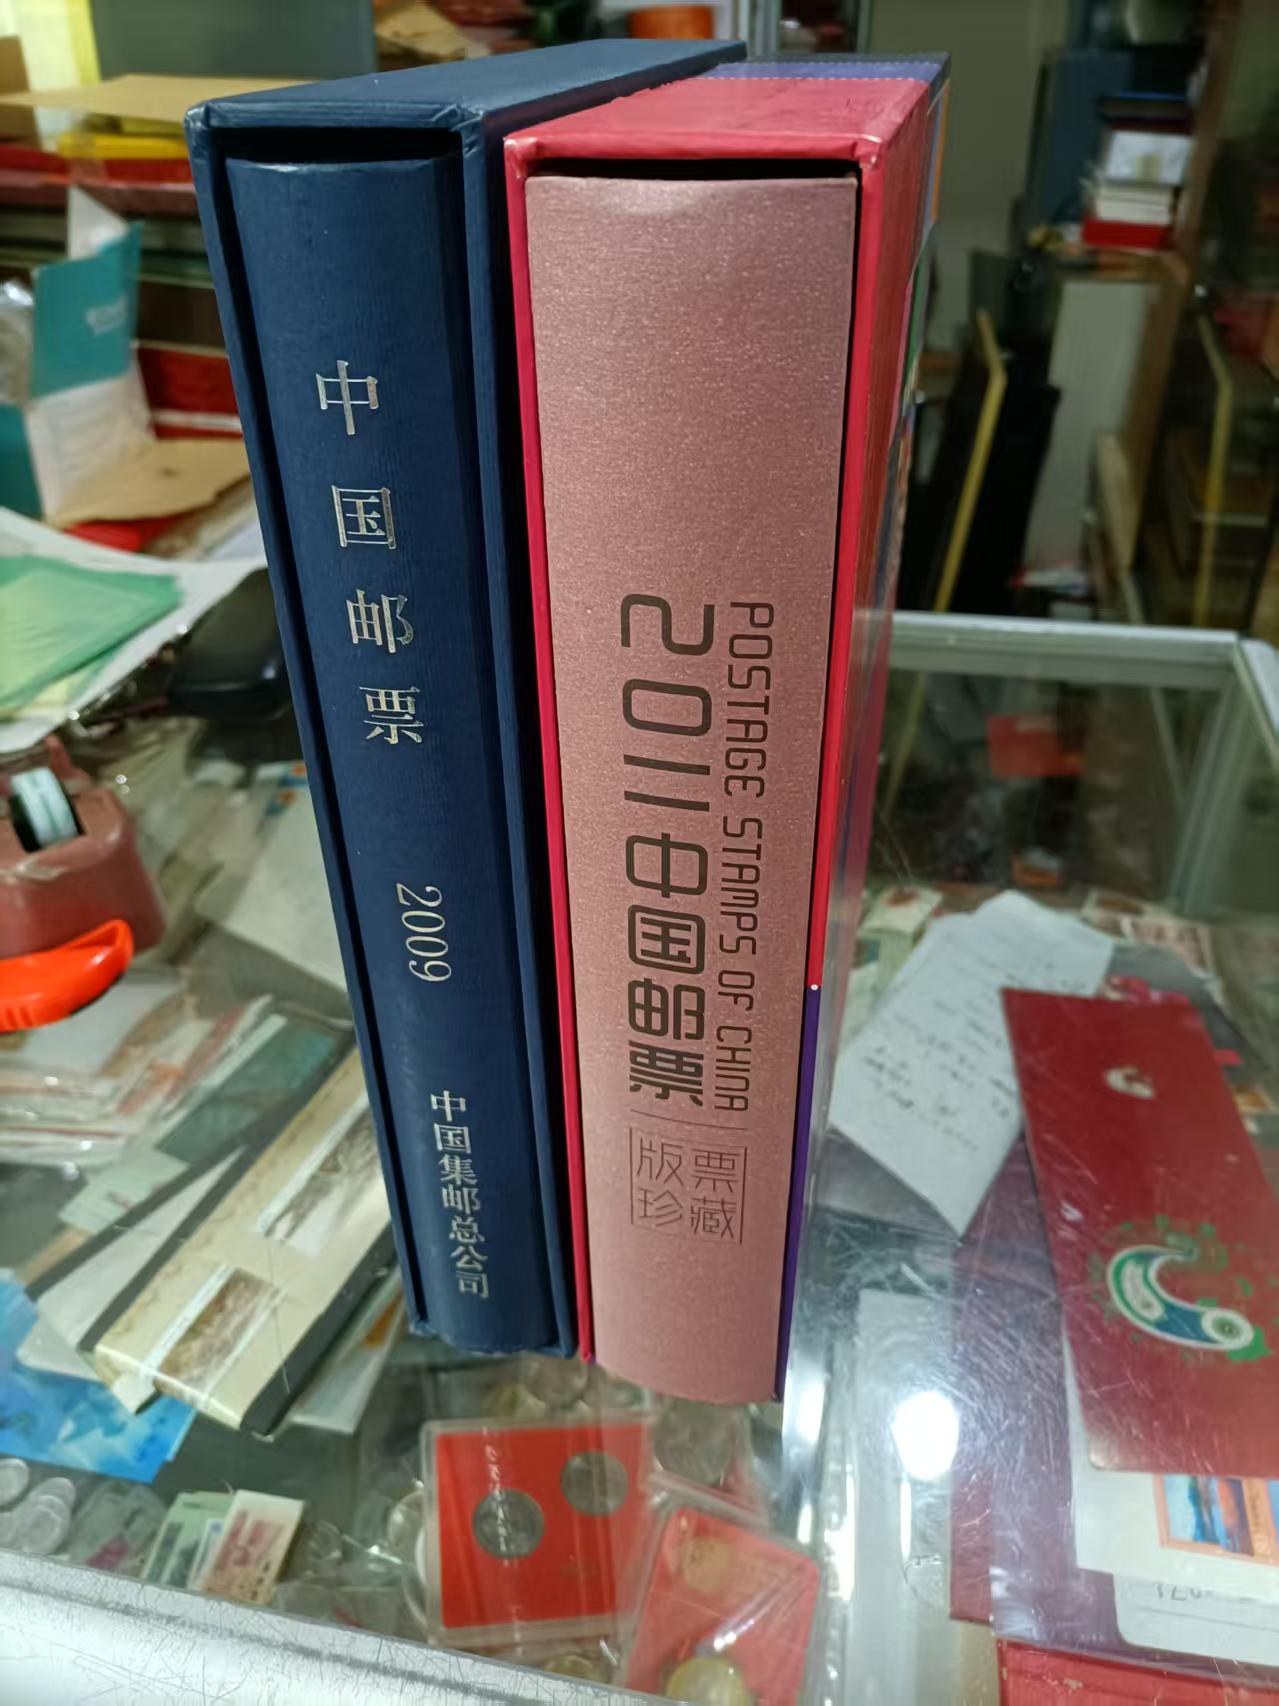 中国邮票
2009
中国集邮总公司
POSTAGE STAMPS OF CHINA
2011中国邮票
票藏
版珍